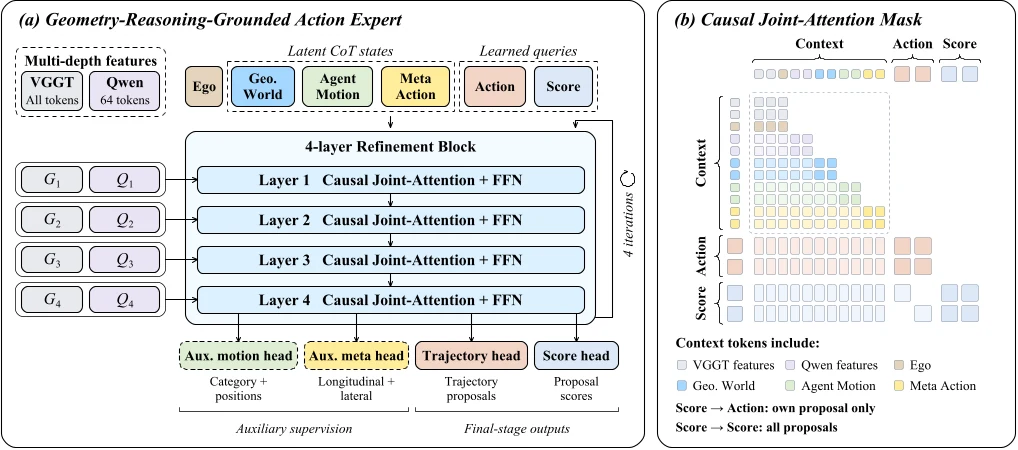 (a) Geometry-Reasoning-Grounded Action Expert
Multi-depth features
VGGT
All tokens
Qwen
64 tokens
Latent CoT states
Learned queries
Ego
Geo.
World
Agent
Motion
Meta
Action
Action
Score
4-layer Refinement Block
G1 Q1
Layer 1 Causal Joint-Attention + FFN
G2 Q2
Layer 2 Causal Joint-Attention + FFN
G3 Q3
Layer 3 Causal Joint-Attention + FFN
G4 Q4
Layer 4 Causal Joint-Attention + FFN
4 iterations
Aux. motion head
Aux. meta head
Trajectory head
Score head
Category +
positions
Longitudinal +
lateral
Trajectory
proposals
Proposal
scores
Auxiliary supervision
Final-stage outputs
(b) Causal Joint-Attention Mask
Context Action Score
Context
Action
Score
Context tokens include:
VGGT features Qwen features Ego
Geo. World Agent Motion Meta Action
Score → Action: own proposal only
Score → Score: all proposals